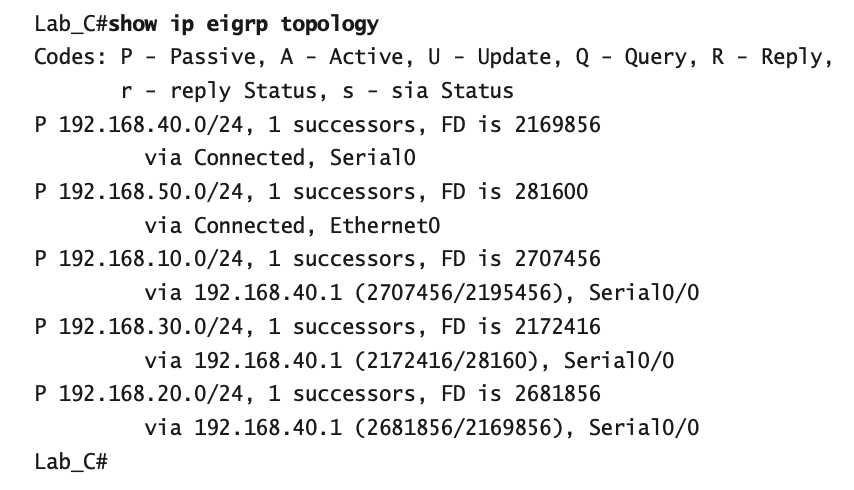 Lab_C#show ip eigrp topology
Codes: P - Passive, A - Active, U - Update, Q - Query, R - Reply,
r - reply Status, s - sia Status
P 192.168.40.0/24, 1 successors, FD is 2169856
via Connected, Serial0
P 192.168.50.0/24, 1 successors, FD is 281600
via Connected, Ethernet0
P 192.168.10.0/24, 1 successors, FD is 2707456
via 192.168.40.1 (2707456/2195456), Serial0/0
P 192.168.30.0/24, 1 successors, FD is 2172416
via 192.168.40.1 (2172416/28160), Serial0/0
P 192.168.20.0/24, 1 successors, FD is 2681856
via 192.168.40.1 (2681856/2169856), Serial0/0
Lab_C#